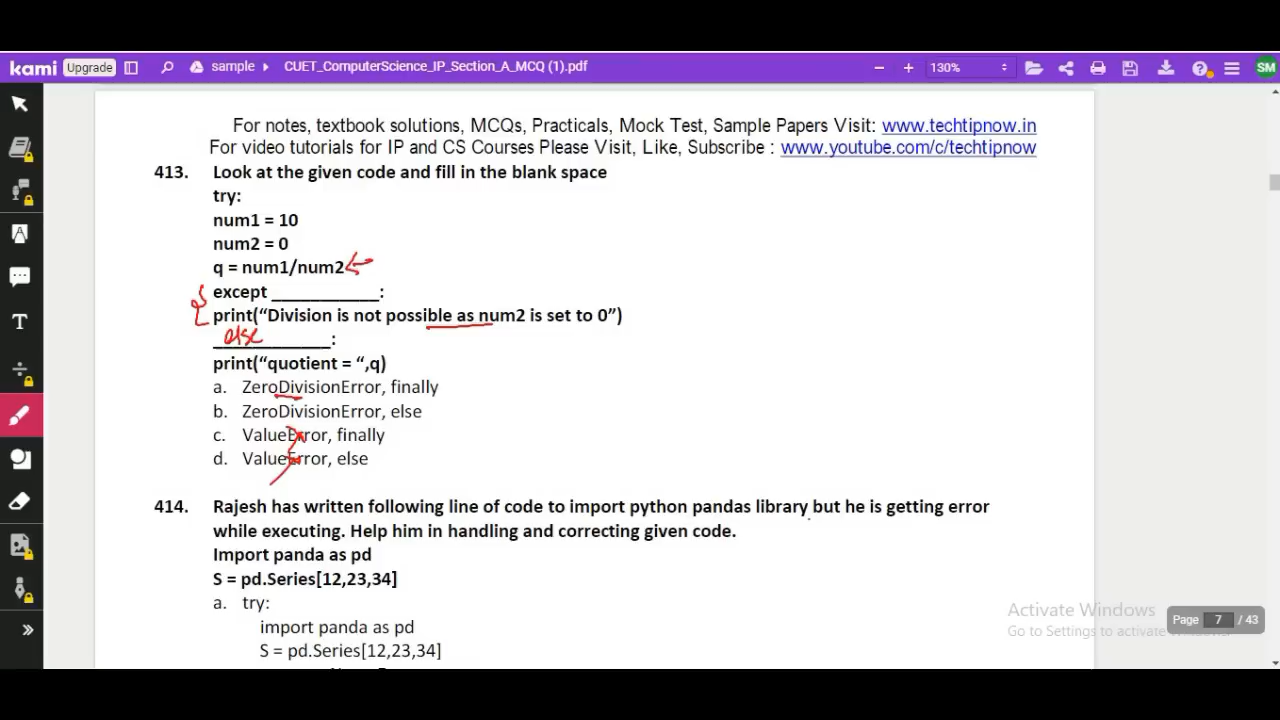 kami Upgrade sample CUET_ComputerScience_IP_Section_A_MCQ (1).pdf 130% SM
For notes, textbook solutions, MCQs, Practicals, Mock Test, Sample Papers Visit: www.techtipnow.in
For video tutorials for IP and CS Courses Please Visit, Like, Subscribe : www.youtube.com/c/techtipnow
413. Look at the given code and fill in the blank space
try:
num1 = 10
num2 = 0
q = num1/num2
except ___________:
print(“Division is not possible as num2 is set to 0”)
else
___________:
print(“quotient = “,q)
a. ZeroDivisionError, finally
b. ZeroDivisionError, else
c. ValueError, finally
d. ValueError, else
414. Rajesh has written following line of code to import python pandas library but he is getting error
while executing. Help him in handling and correcting given code.
Import panda as pd
S = pd.Series[12,23,34]
a. try:
import panda as pd
S = pd.Series[12,23,34]
Activate Windows
Go to Settings to activate
Page 7 / 43